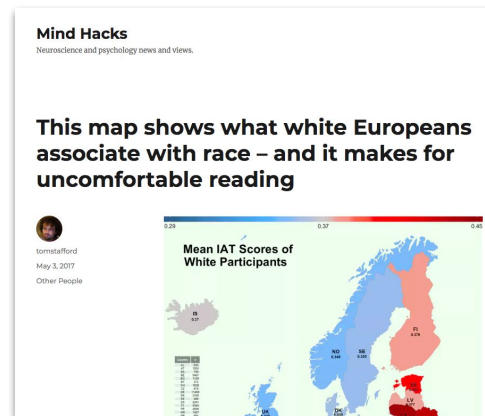 Mind Hacks
Neuroscience and psychology news and views.
This map shows what white Europeans
associate with race – and it makes for
uncomfortable reading
tomstafford
May 3, 2017
Other People
0.29 0.37 0.45
Mean IAT Scores of
White Participants
IS
0.37
FI
NO
SE
LV
DK
UK